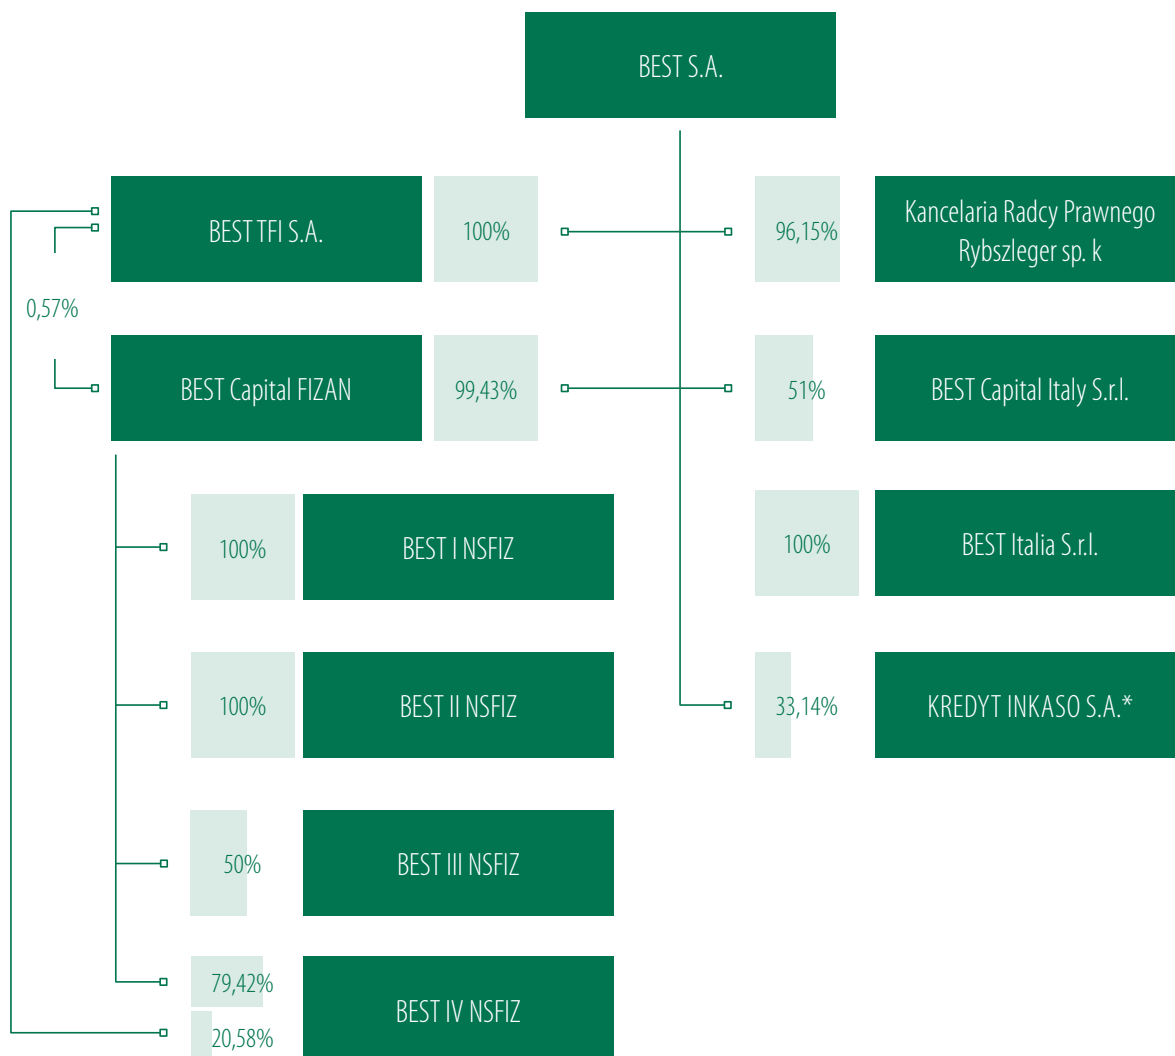 BEST S.A.
BEST TFI S.A.
100%
96,15%
Kancelaria Radcy Prawnego
Rybszleger sp. k
0,57%
BEST Capital FIZAN
99,43%
51%
BEST Capital Italy S.r.l.
100%
BEST I NSFIZ
100%
BEST Italia S.r.l.
100%
BEST II NSFIZ
33,14%
KREDYT INKASO S.A.*
50%
BEST III NSFIZ
79,42%
BEST IV NSFIZ
20,58%